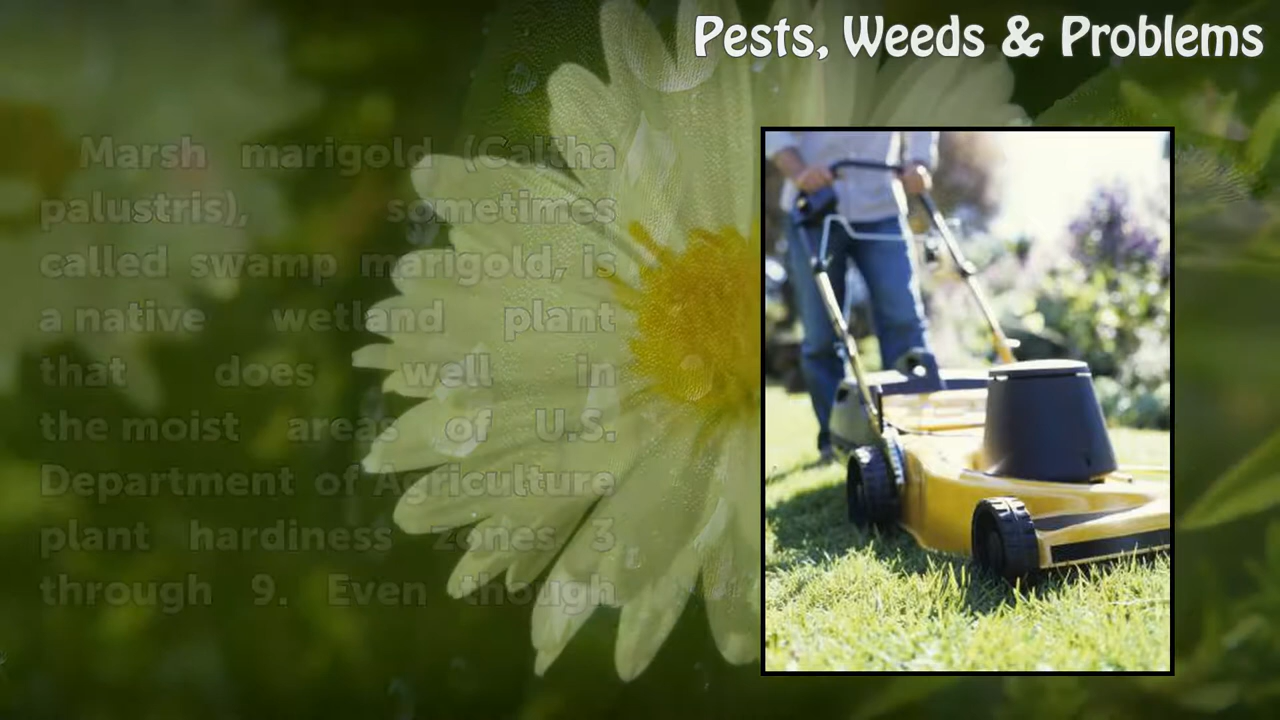 Pests, Weeds & Problems
Marsh marigold (Caltha
palustris), sometimes
called swamp marigold, is
a native wetland plant
that does well in
the moist areas of U.S.
Department of Agriculture
plant hardiness zones 3
through 9. Even though